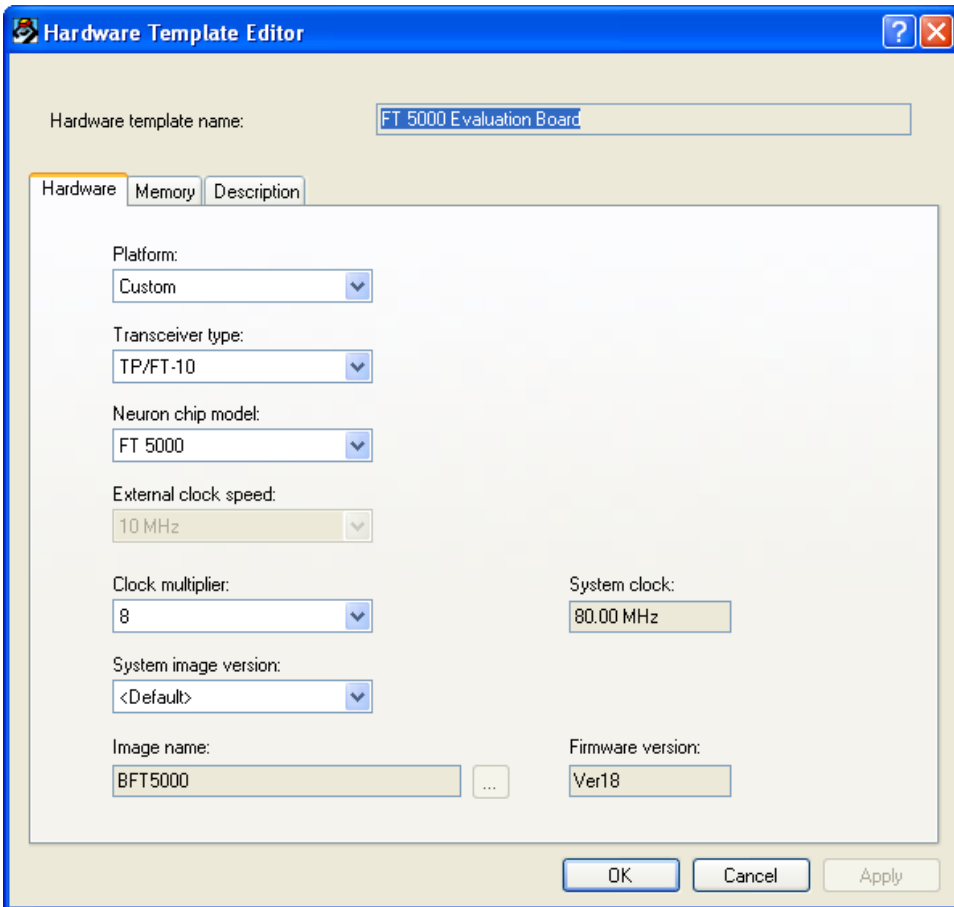 Hardware Template Editor
Hardware template name: FT 5000 Evaluation Board
Hardware Memory Description
Platform:
Custom
Transceiver type:
TP/FT-10
Neuron chip model:
FT 5000
External clock speed:
10 MHz
Clock multiplier: System clock:
8 80.00 MHz
System image version:
<Default>
Image name: Firmware version:
BFT5000 ... Ver18
OK Cancel Apply